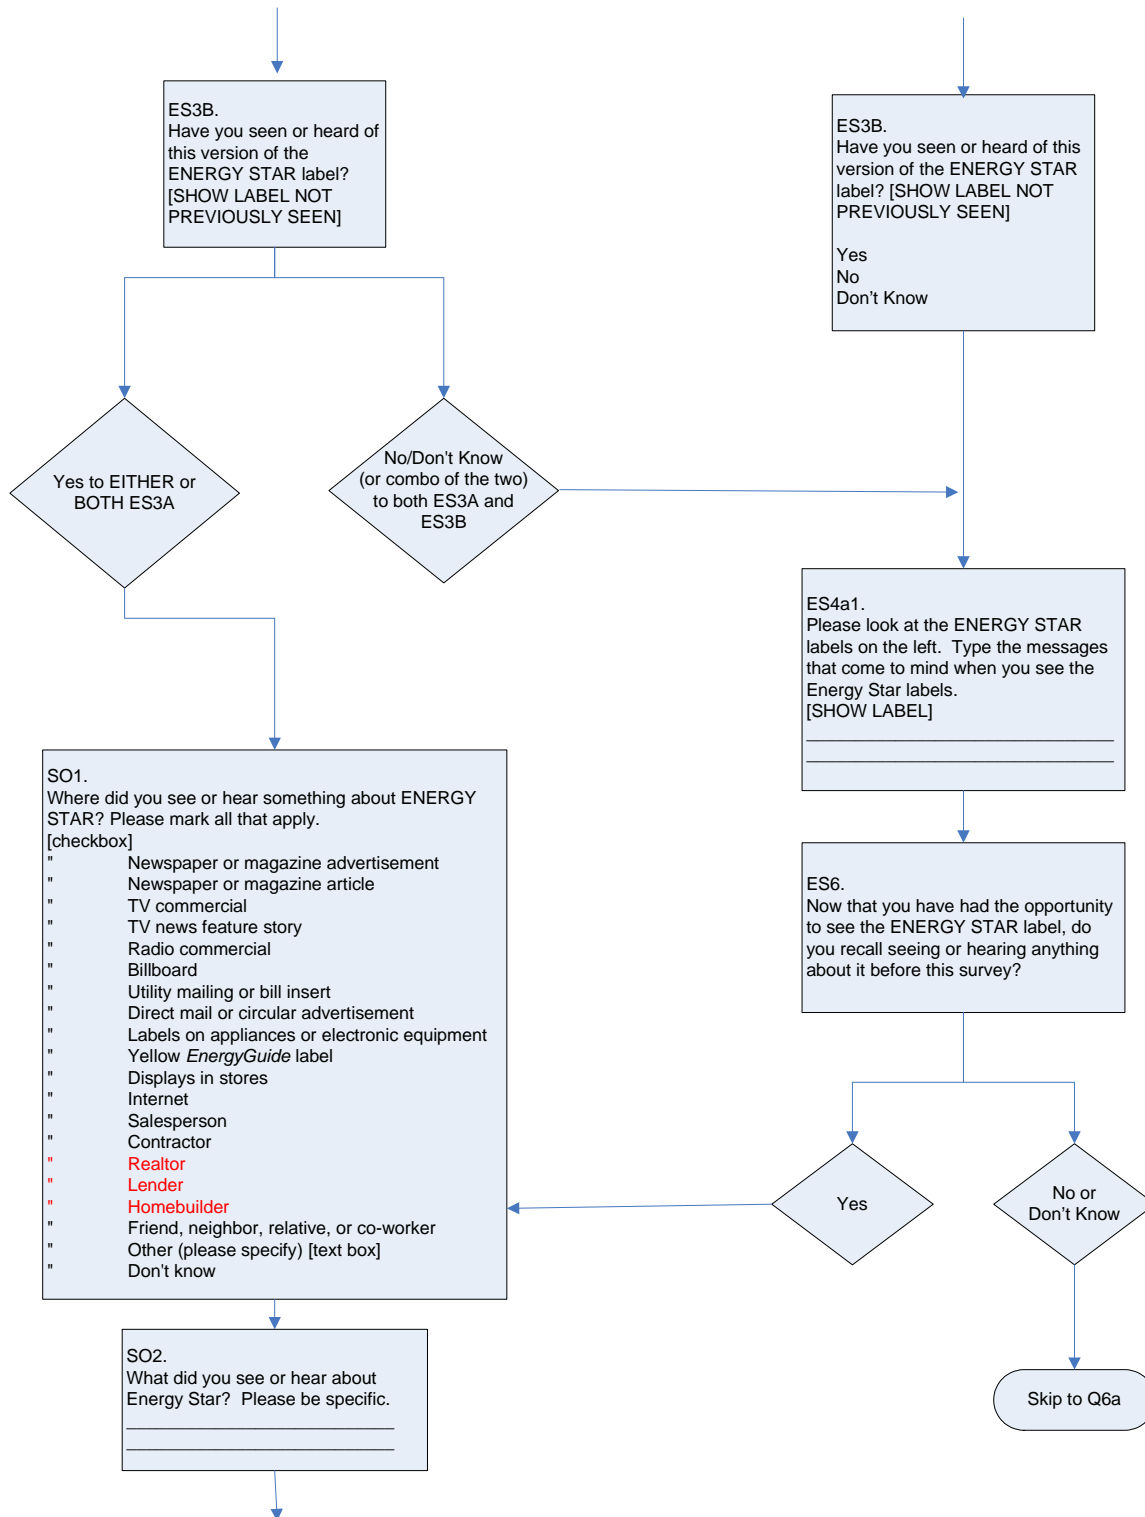 ES3B.
Have you seen or heard of
this version of the
ENERGY STAR label?
[SHOW LABEL NOT
PREVIOUSLY SEEN]
ES3B.
Have you seen or heard of this
version of the ENERGY STAR
label? [SHOW LABEL NOT
PREVIOUSLY SEEN]
Yes
No
Don't Know
Yes to EITHER or
BOTH ES3A
No/Don't Know
(or combo of the two)
to both ES3A and
ES3B
ES4a1.
Please look at the ENERGY STAR
labels on the left.  Type the messages
that come to mind when you see the
Energy Star labels.
[SHOW LABEL]
SO1.
Where did you see or hear something about ENERGY
STAR? Please mark all that apply.
[checkbox]
" Newspaper or magazine advertisement
" Newspaper or magazine article
" TV commercial
" TV news feature story
" Radio commercial
" Billboard
" Utility mailing or bill insert
" Direct mail or circular advertisement
" Labels on appliances or electronic equipment
" Yellow EnergyGuide label
" Displays in stores
" Internet
" Salesperson
" Contractor
" Realtor
" Lender
" Homebuilder
" Friend, neighbor, relative, or co-worker
" Other (please specify) [text box]
" Don't know
ES6.
Now that you have had the opportunity
to see the ENERGY STAR label, do
you recall seeing or hearing anything
about it before this survey?
Yes
No or
Don't Know
SO2.
What did you see or hear about
Energy Star?  Please be specific.
Skip to Q6a